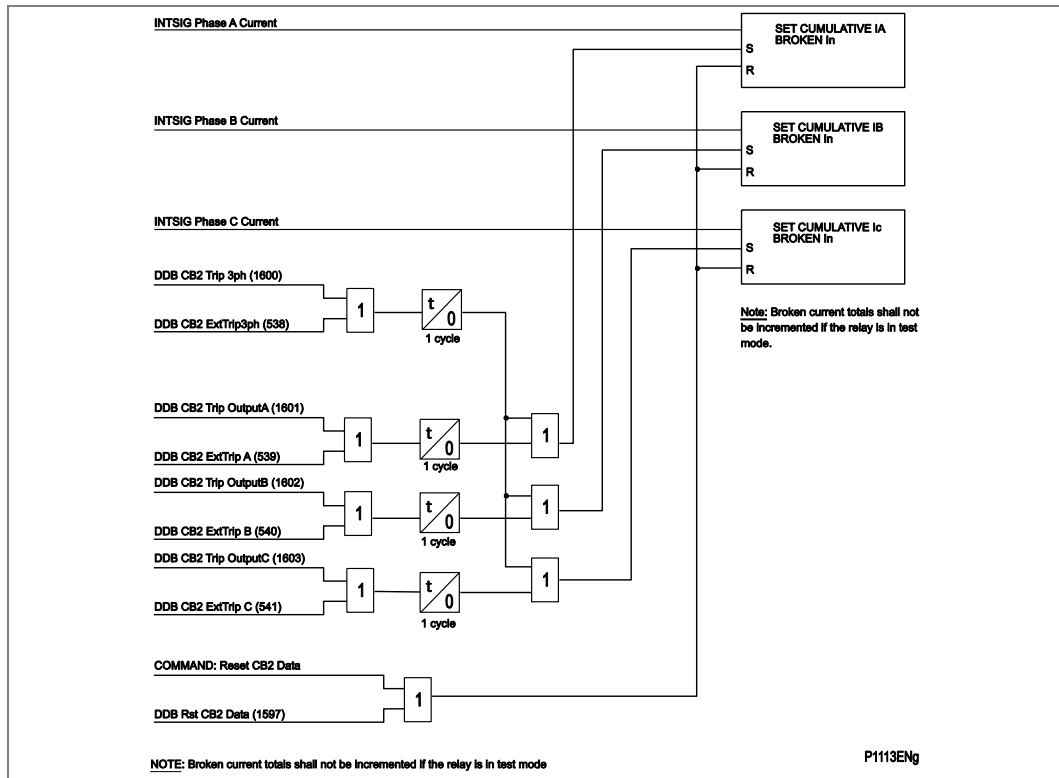 INTSIG Phase A Current
SET CUMULATIVE IA
BROKEN In
S
R
INTSIG Phase B Current
SET CUMULATIVE IB
BROKEN In
S
R
INTSIG Phase C Current
SET CUMULATIVE Ic
BROKEN In
S
R
Note: Broken current totals shall not
be incremented if the relay is in test
mode.
DDB CB2 Trip 3ph (1600)
DDB CB2 ExtTrip3ph (538)
1
t
0
1 cycle
DDB CB2 Trip OutputA (1601)
DDB CB2 ExtTrip A (539)
1
t
0
1 cycle
1
DDB CB2 Trip OutputB (1602)
DDB CB2 ExtTrip B (540)
1
t
0
1 cycle
1
DDB CB2 Trip OutputC (1603)
DDB CB2 ExtTrip C (541)
1
t
0
1 cycle
1
COMMAND: Reset CB2 Data
DDB Rst CB2 Data (1597)
1
NOTE: Broken current totals shall not be incremented if the relay is in test mode
P1113ENg